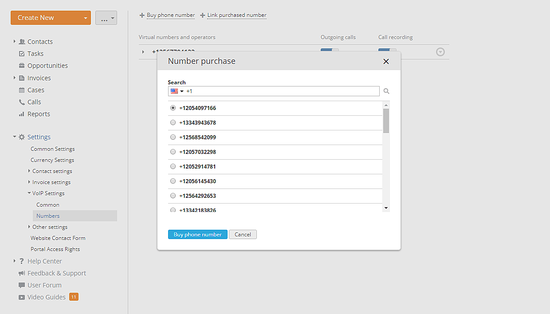 Create New
...
Contacts
Tasks
Opportunities
Invoices
Cases
Calls
Reports
Settings
Common Settings
Currency Settings
Contact settings
Invoice settings
VoIP Settings
Common
Numbers
Other settings
Website Contact Form
Portal Access Rights
Help Center
Feedback & Support
User Forum
Video Guides
+ Buy phone number
+ Link purchased number
Virtual numbers and operators
Outgoing calls
Call recording
Number purchase
Search
+1
+12054097166
+13343943678
+12568542099
+12057032298
+12052914781
+12056145430
+12564292653
+13342183826
Buy phone number
Cancel